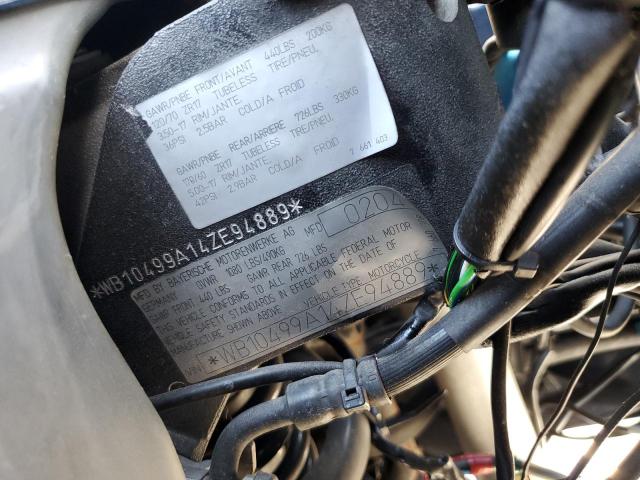 GAWR/PNBE FRONT/AVANT 440LBS 200KG
120/70 ZR17 TUBELESS TIRE/PNEU.
3.50-17 RIM/JANTE.
36PSI 2.5BAR COLD/A FROID
GAWR/PNBE REAR/ARRIERE 726LBS 330KG
ZR17 TUBELESS TIRE/PNEU.
5.00-17 RIM/JANTE.
42PSI 2.9BAR COLD/A FROID
2 661 403
*WB10499A14ZE94889*
MFD BY BAYERISCHE MOTORENWERKE AG MFD 0204
GERMANY GVWR 1080 LBS/490KG
GAWR FRONT 440 LBS GAWR REAR 726 LBS
THIS VEHICLE CONFORMS TO ALL APPLICABLE FEDERAL MOTOR
VEHICLE SAFETY STANDARDS IN EFFECT ON THE DATE OF
MANUFACTURE SHOWN ABOVE. VEHICLE TYPE: MOTORCYCLE
VIN *WB10499A14ZE94889*